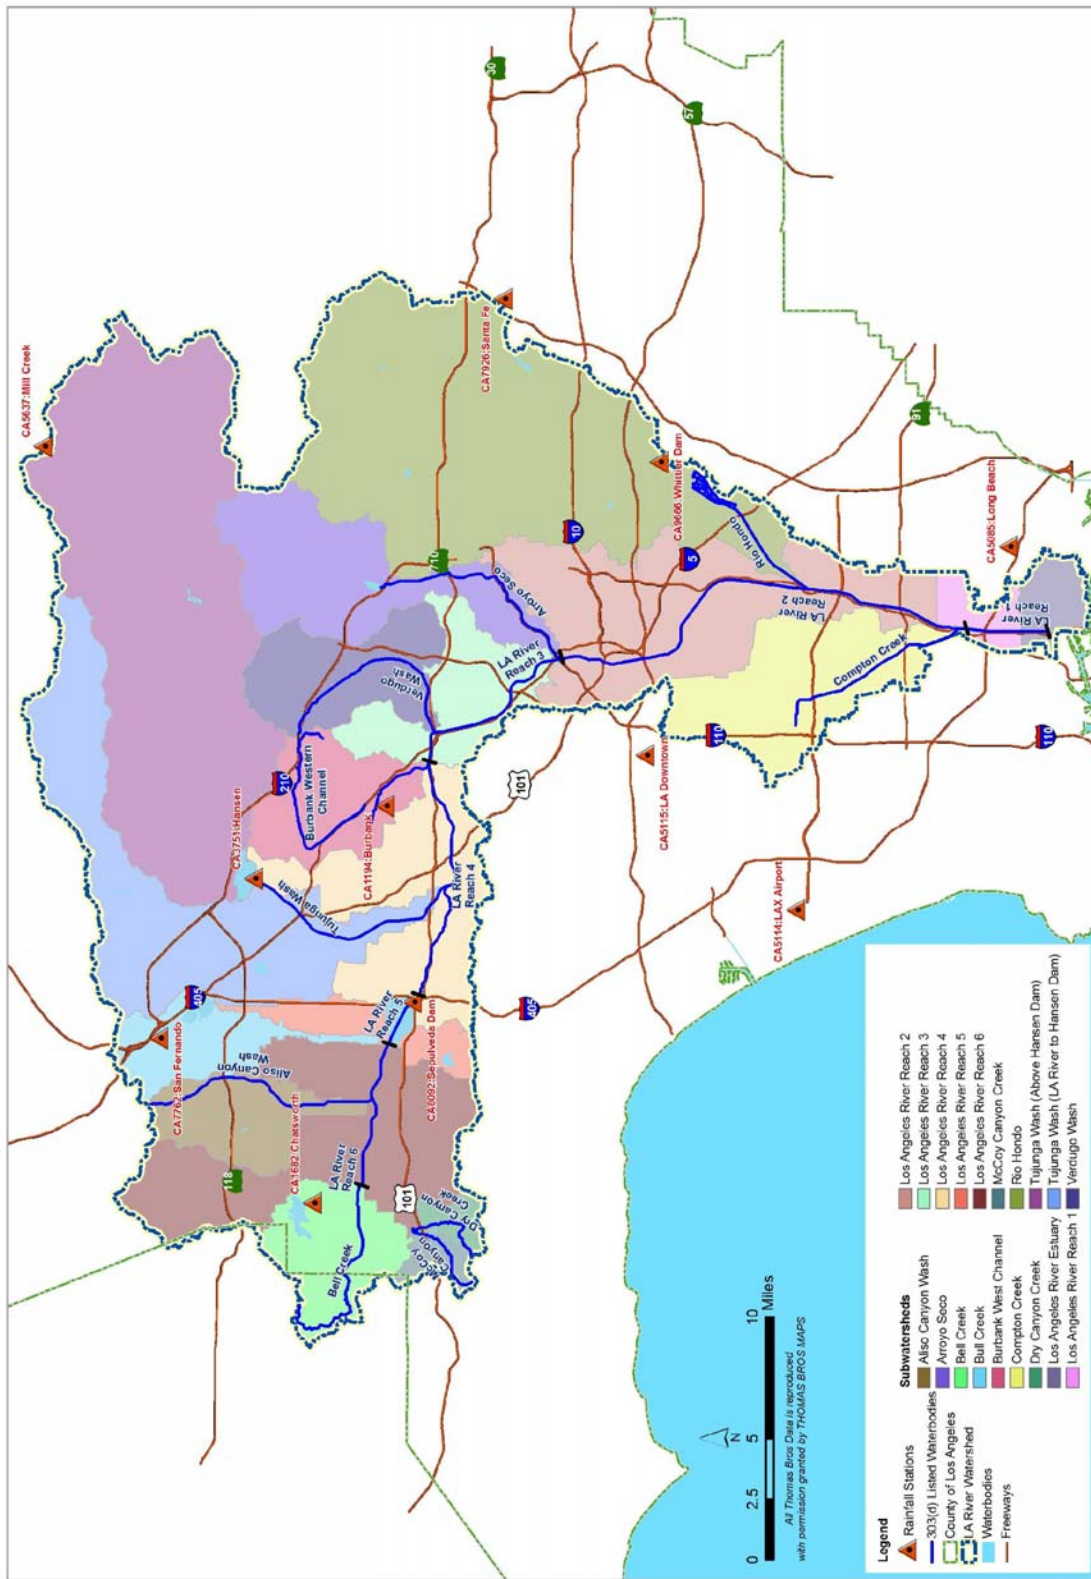 CA5637:Mill Creek
30
57
CA7926:Santa Fe
CA9666:Whittier Dam
710
10
5
91
CA5085:Long Beach
Arroyo Seco
Rio Hondo
LA River
Reach 3
LA River
Reach 2
LA River
Reach 1
Verdugo
Wash
Compton Creek
210
Burbank Western
Channel
CA3751:Hansen
CA1194:Burbank
101
110
110
CA5115:LA Downtown
Tujunga Wash
LA River
Reach 4
CA5114:LAX Airport
405
405
CA7762:San Fernando
LA River
Reach 5
CA6092:Sepulveda Dam
Aliso Canyon
Wash
118
CA1682:Chatsworth
LA River
Reach 6
101
Bell Creek
McCoy
Canyon
Dry Canyon
Creek
N
0 2.5 5 10
Miles
All Thomas Bros Data is reproduced
with permission granted by THOMAS BROS MAPS
Legend
Rainfall Stations
303(d) Listed Waterbodies
County of Los Angeles
LA River Watershed
Waterbodies
Freeways
Subwatersheds
Aliso Canyon Wash
Arroyo Seco
Bell Creek
Bull Creek
Burbank West Channel
Compton Creek
Dry Canyon Creek
Los Angeles River Estuary
Los Angeles River Reach 1
Los Angeles River Reach 2
Los Angeles River Reach 3
Los Angeles River Reach 4
Los Angeles River Reach 5
Los Angeles River Reach 6
McCoy Canyon Creek
Rio Hondo
Tujunga Wash (Above Hansen Dam)
Tujunga Wash (LA River to Hansen Dam)
Verdugo Wash